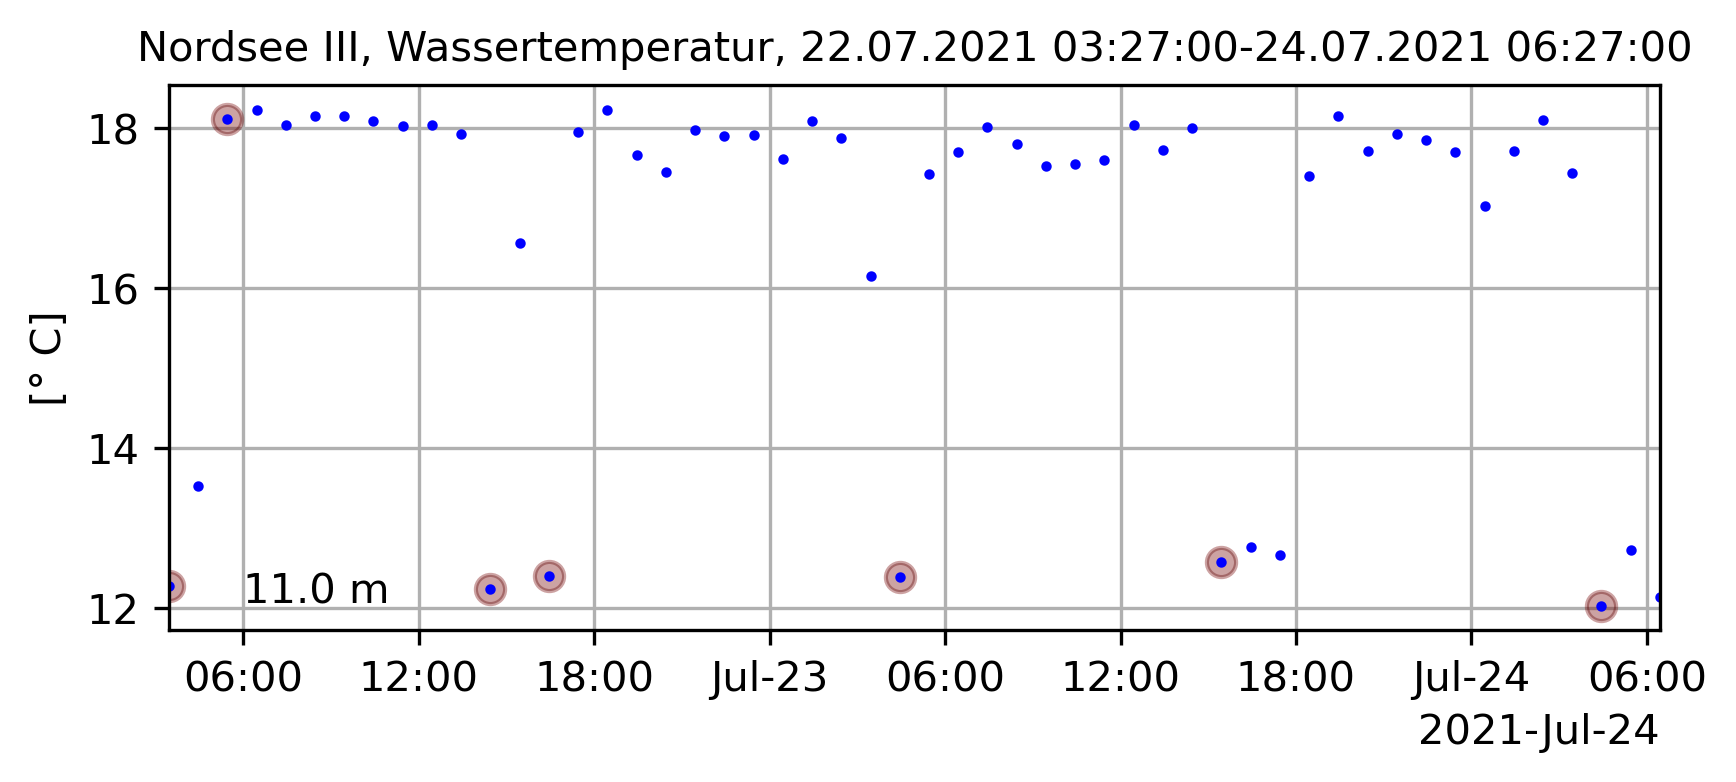 Nordsee III, Wassertemperatur, 22.07.2021 03:27:00-24.07.2021 06:27:00
18
16
14
12
[° C]
11.0 m
06:00 12:00 18:00 Jul-23 06:00 12:00 18:00 Jul-24 06:00
2021-Jul-24